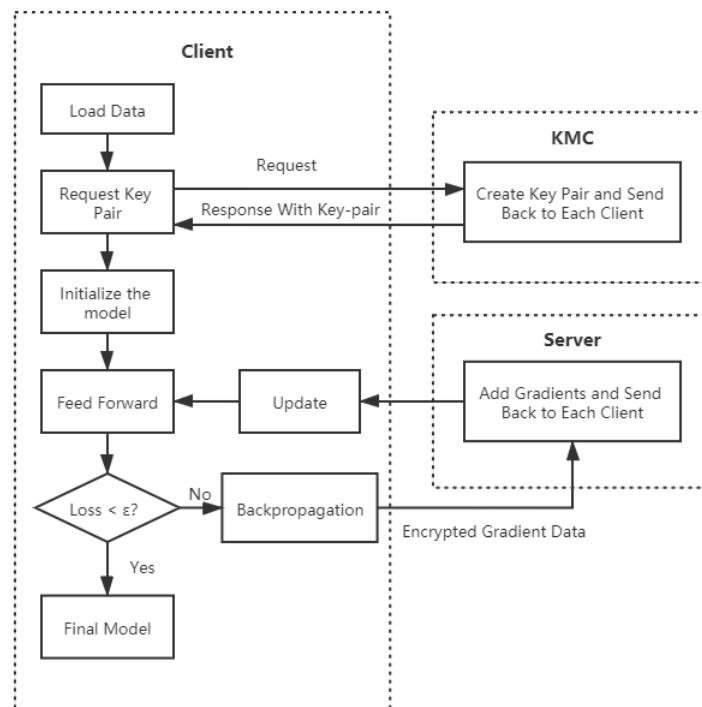 Client
Load Data
KMC
Request
Request Key
Pair
Create Key Pair and Send
Back to Each Client
Response With Key-pair
Initialize the
model
Server
Feed Forward
Update
Add Gradients and Send
Back to Each Client
Loss < ε?
No
Backpropagation
Encrypted Gradient Data
Yes
Final Model